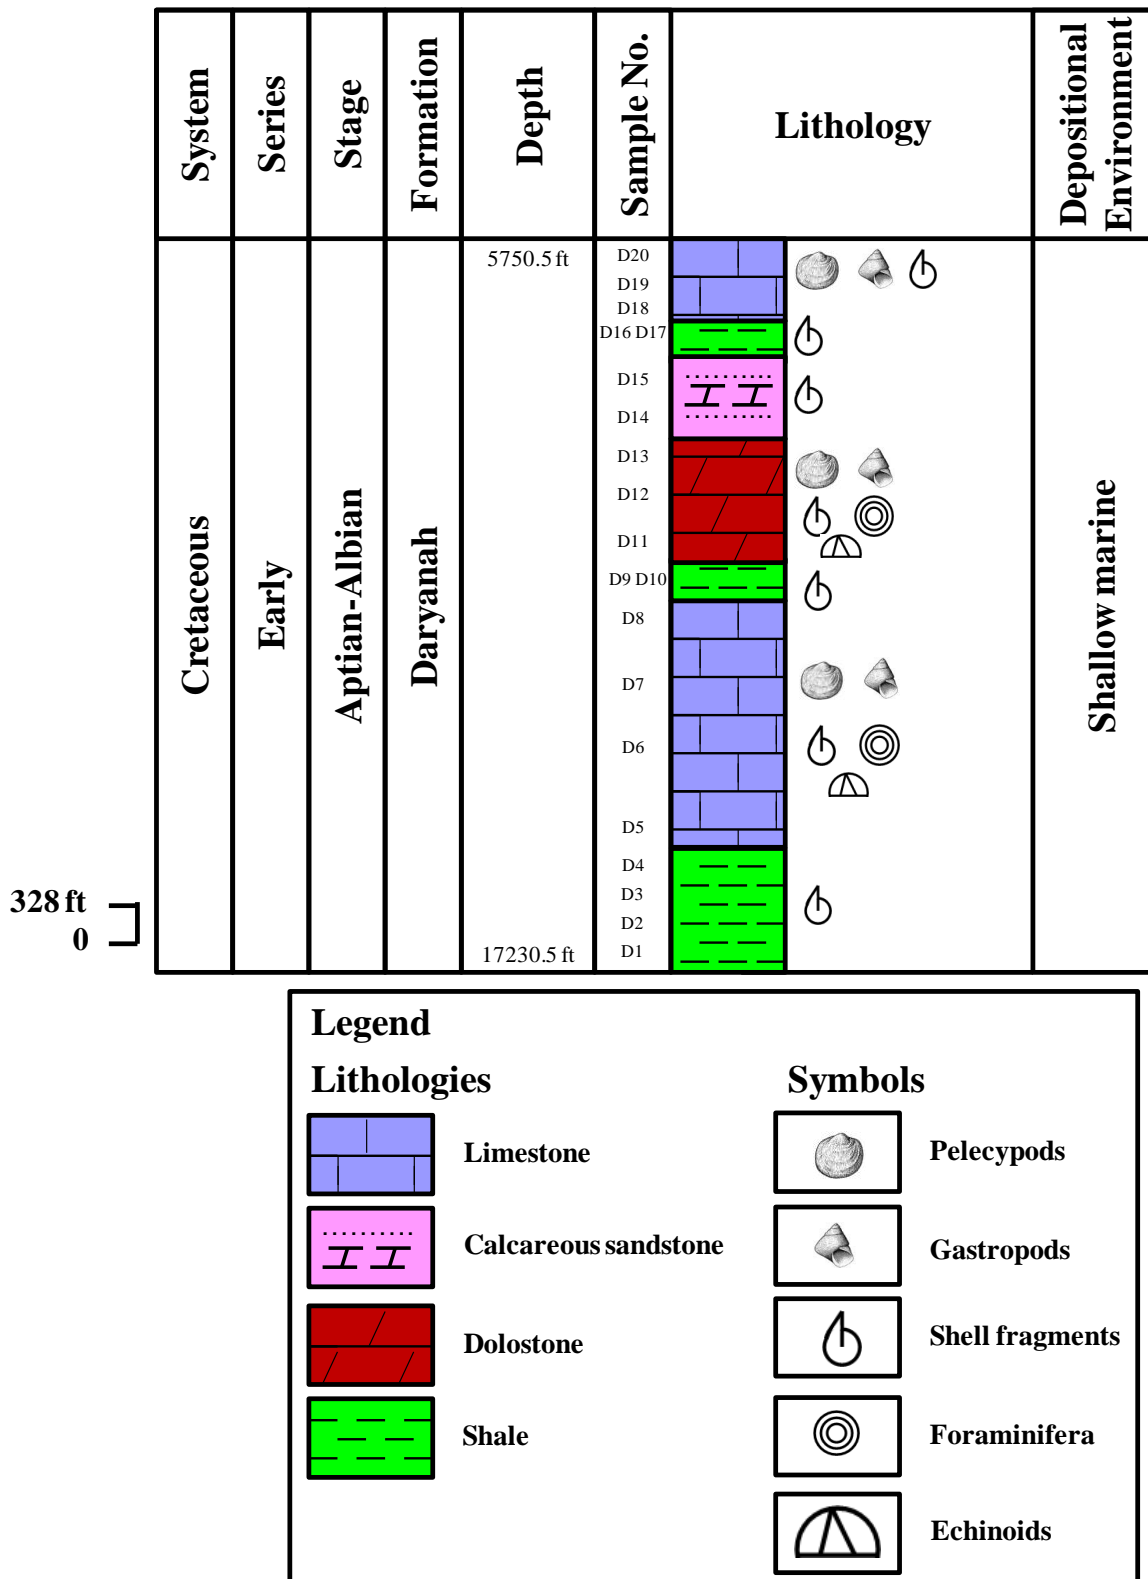 System
Series
Stage
Formation
Depth
Sample No.
Lithology
Depositional
Environment
Cretaceous
Early
Aptian-Albian
Daryanah
5750.5 ft
17230.5 ft
D20
D19
D18
D16 D17
D15
D14
D13
D12
D11
D9 D10
D8
D7
D6
D5
D4
D3
D2
D1
Shallow marine
328 ft
0
Legend
Lithologies
Limestone
Calcareous sandstone
Dolostone
Shale
Symbols
Pelecypods
Gastropods
Shell fragments
Foraminifera
Echinoids